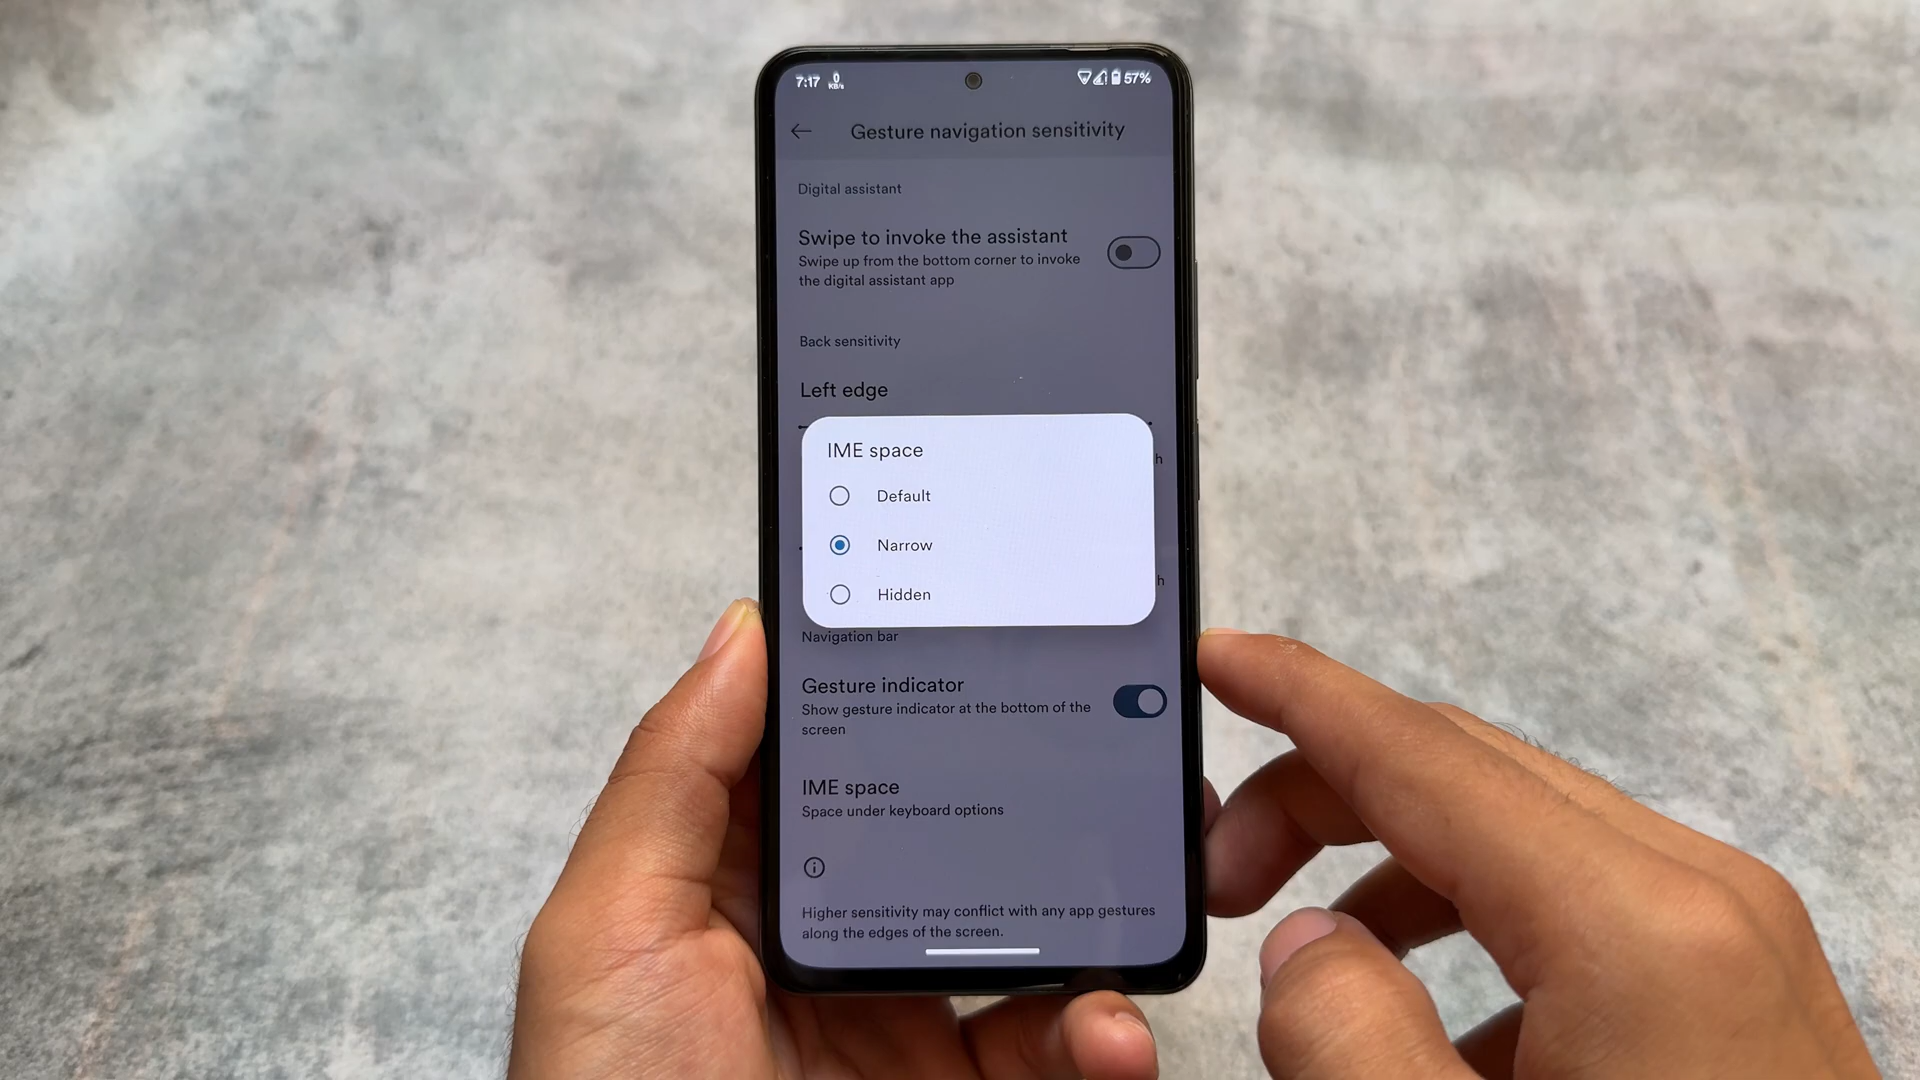 7:17 0 KB/s 57%
Gesture navigation sensitivity
Digital assistant
Swipe to invoke the assistant
Swipe up from the bottom corner to invoke
the digital assistant app
Back sensitivity
Left edge
h
IME space
Default
Narrow
Hidden
h
Navigation bar
Gesture indicator
Show gesture indicator at the bottom of the
screen
IME space
Space under keyboard options
Higher sensitivity may conflict with any app gestures
along the edges of the screen.